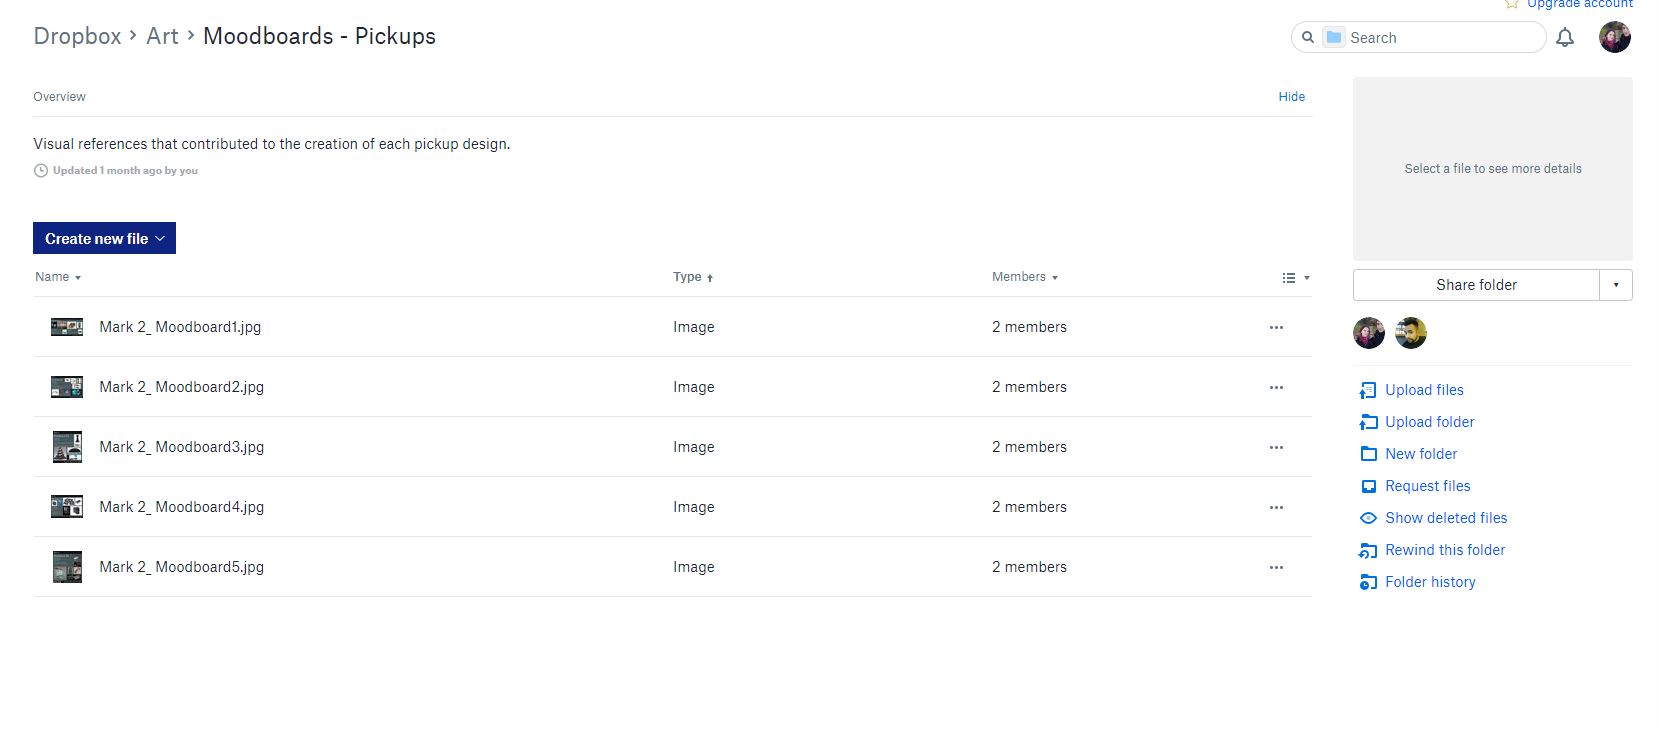 Upgrade account
Dropbox › Art › Moodboards - Pickups
Search
Overview
Hide
Visual references that contributed to the creation of each pickup design.
Updated 1 month ago by you
Select a file to see more details
Create new file
Share folder
Name
Type
Members
Mark 2_ Moodboard1.jpg Image 2 members
Mark 2_ Moodboard2.jpg Image 2 members
Mark 2_ Moodboard3.jpg Image 2 members
Mark 2_ Moodboard4.jpg Image 2 members
Mark 2_ Moodboard5.jpg Image 2 members
Upload files
Upload folder
New folder
Request files
Show deleted files
Rewind this folder
Folder history